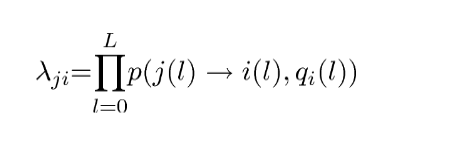 λ_{ji}=∏_{l=0}^{L} p(j(l) → i(l), q_i(l))